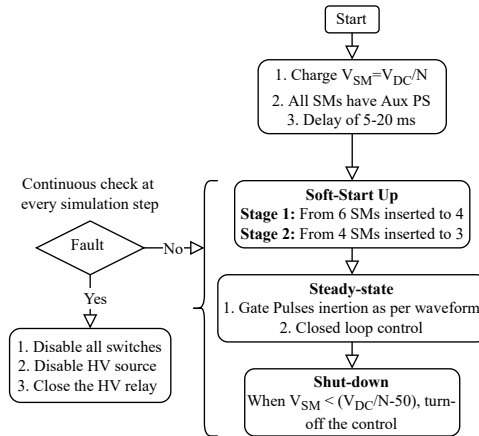 Start
1. Charge V_SM=V_DC/N
2. All SMs have Aux PS
3. Delay of 5-20 ms
Continuous check at
every simulation step
Fault
No
Yes
1. Disable all switches
2. Disable HV source
3. Close the HV relay
Soft-Start Up
Stage 1: From 6 SMs inserted to 4
Stage 2: From 4 SMs inserted to 3
Steady-state
1. Gate Pulses inertion as per waveform
2. Closed loop control
Shut-down
When V_SM < (V_DC/N-50), turn-
off the control